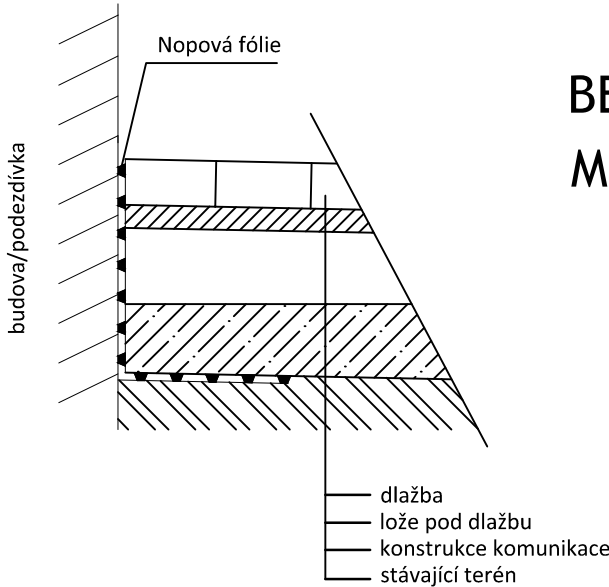 Nopová fólie
budova/podezdívka
dlažba
lože pod dlažbu
konstrukce komunikace
stávající terén